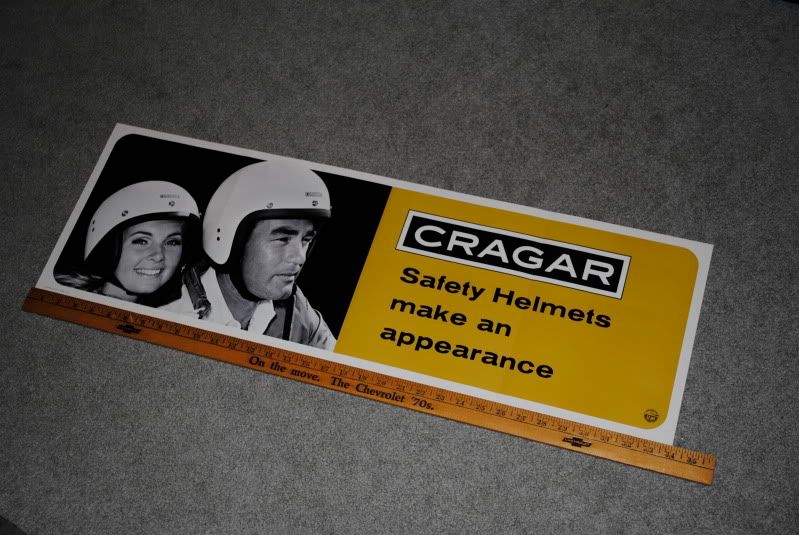 CRAGAR
Safety Helmets
make an
appearance
On the move. The Chevrolet '70s.